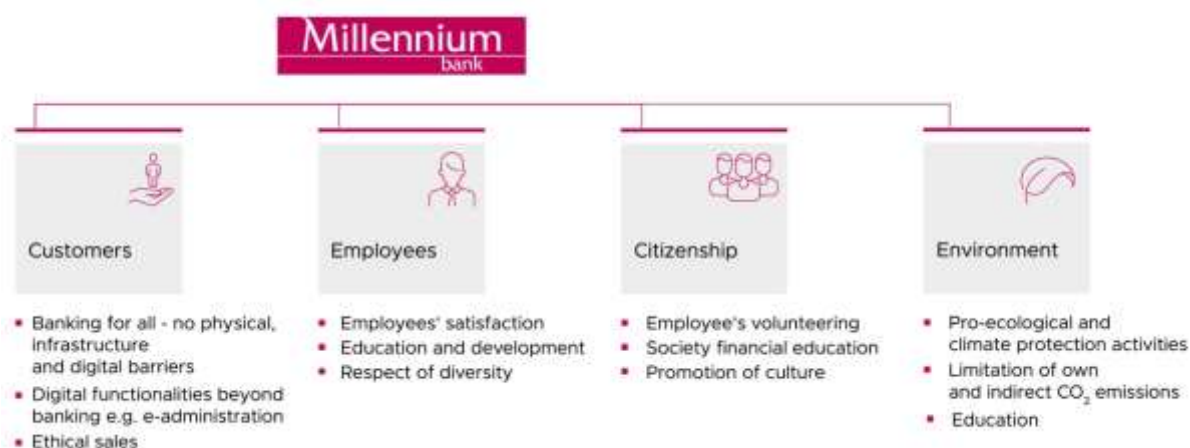 Millennium
bank
Customers
Employees
Citizenship
Environment
▪ Banking for all - no physical,
infrastructure
and digital barriers
▪ Digital functionalities beyond
banking e.g. e-administration
▪ Ethical sales
▪ Employees' satisfaction
▪ Education and development
▪ Respect of diversity
▪ Employee's volunteering
▪ Society financial education
▪ Promotion of culture
▪ Pro-ecological and
climate protection activities
▪ Limitation of own
and indirect CO₂ emissions
▪ Education